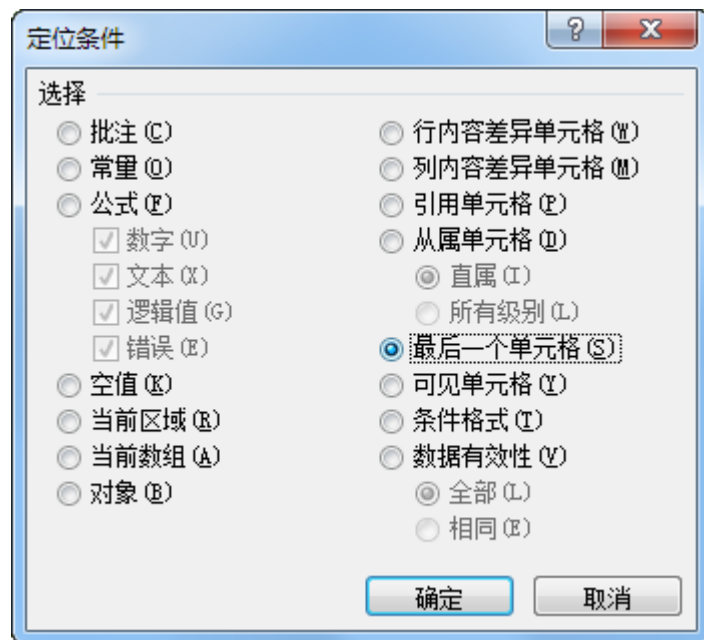 定位条件
选择
批注(C)
常量(O)
公式(F)
数字(U)
文本(X)
逻辑值(G)
错误(E)
空值(K)
当前区域(R)
当前数组(A)
对象(B)
行内容差异单元格(W)
列内容差异单元格(M)
引用单元格(P)
从属单元格(D)
直属(I)
所有级别(L)
最后一个单元格(S)
可见单元格(Y)
条件格式(T)
数据有效性(V)
全部(L)
相同(E)
确定
取消